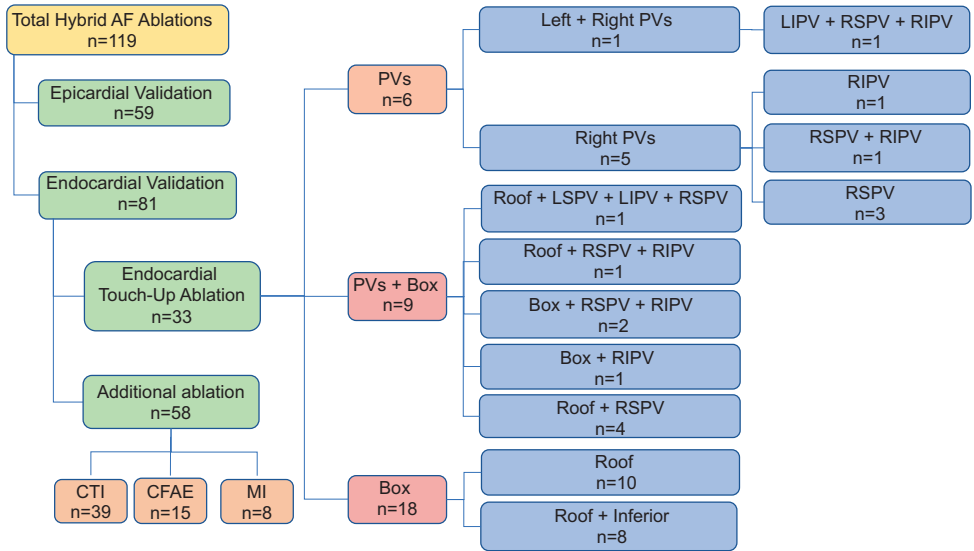 Total Hybrid AF Ablations
n=119
Epicardial Validation
n=59
Endocardial Validation
n=81
Endocardial
Touch-Up Ablation
n=33
Additional ablation
n=58
CTI
n=39
CFAE
n=15
MI
n=8
PVs
n=6
Left + Right PVs
n=1
LIPV + RSPV + RIPV
n=1
Right PVs
n=5
RIPV
n=1
RSPV + RIPV
n=1
RSPV
n=3
PVs + Box
n=9
Roof + LSPV + LIPV + RSPV
n=1
Roof + RSPV + RIPV
n=1
Box + RSPV + RIPV
n=2
Box + RIPV
n=1
Roof + RSPV
n=4
Box
n=18
Roof
n=10
Roof + Inferior
n=8